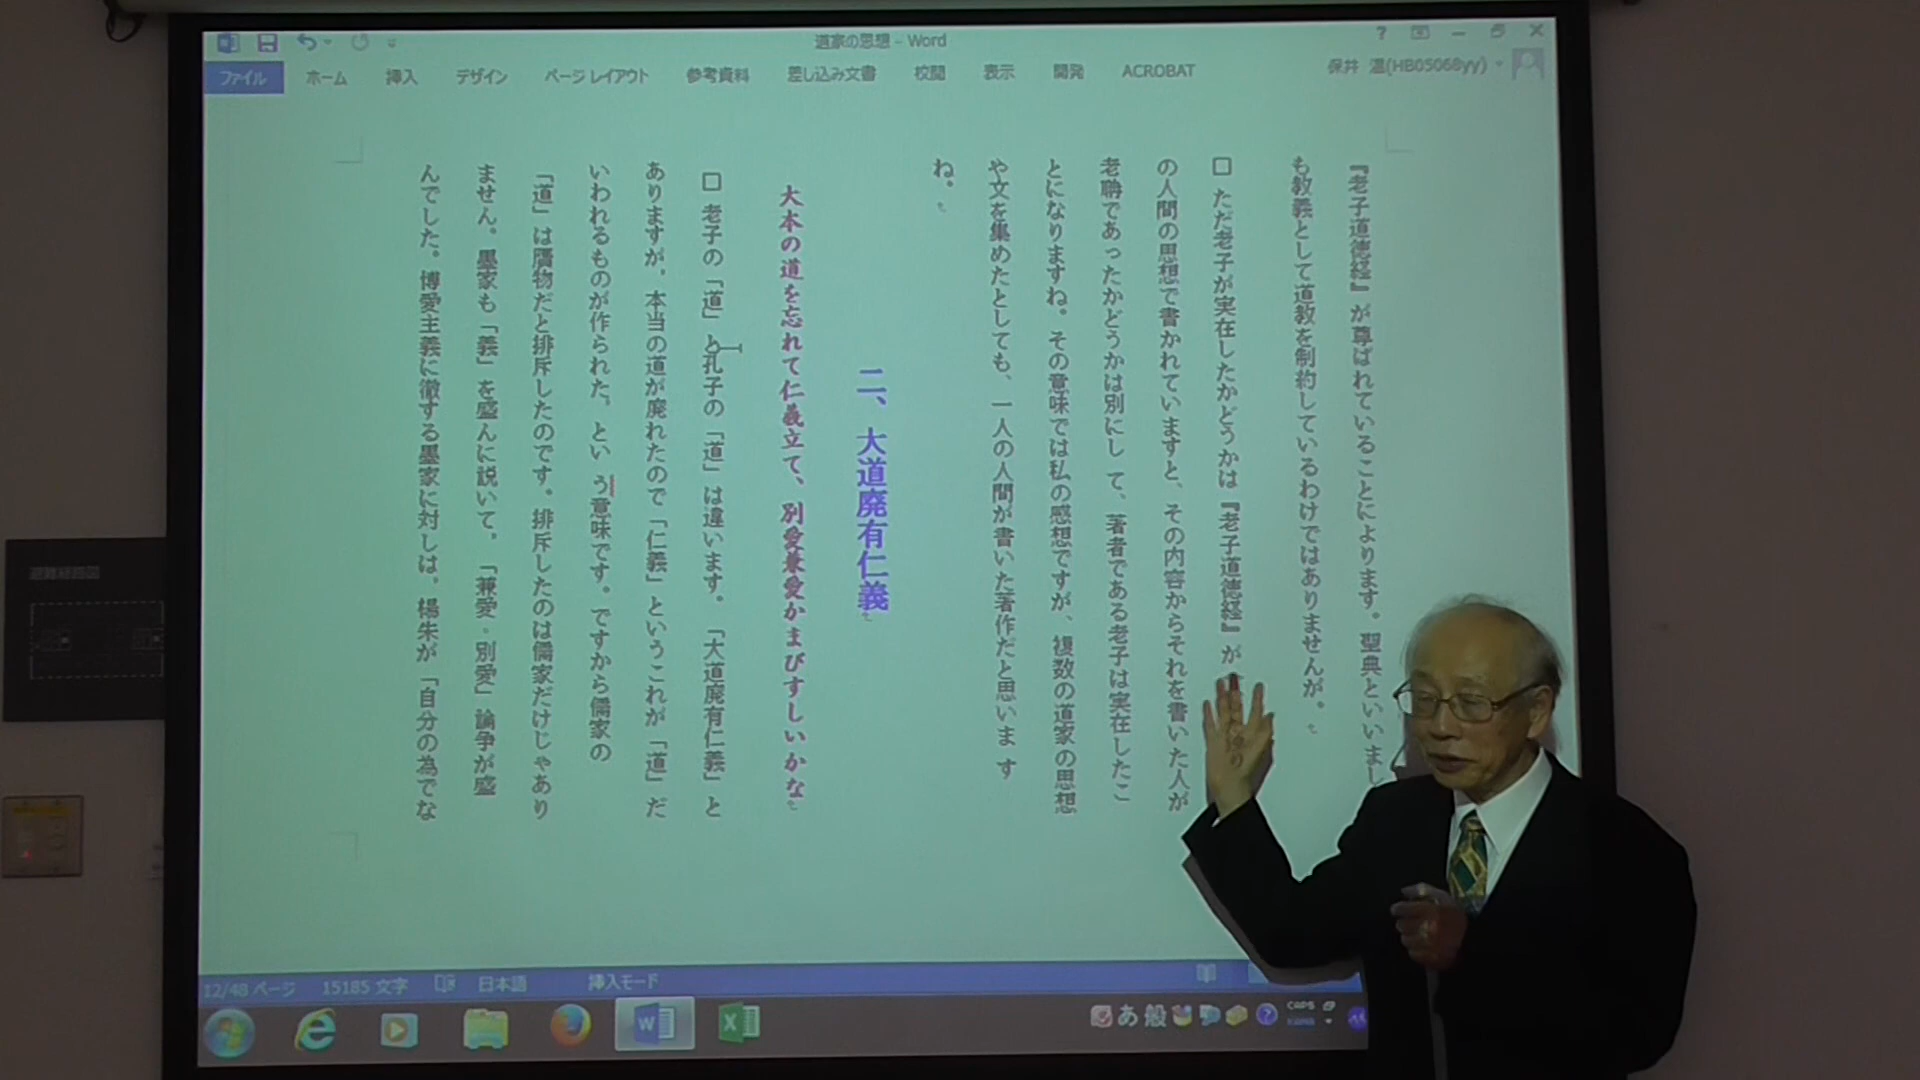 道家の思想 - Word
ファイル ホーム 挿入 デザイン ページ レイアウト 参考資料 差し込み文書 校閲 表示 開発 ACROBAT
保井 温(HB05068yy)
『老子道徳経』が尊ばれていることによります。聖典といいまし
も教義として道教を制約しているわけではありませんが。
□ ただ老子が実在したかどうかは『老子道徳経』が
の人間の思想で書かれていますと、その内容からそれを書いた人が
老聃であったかどうかは別にし て、著者である老子は実在したこ
とになりますね。その意味では私の感想ですが、複数の道家の思想
や文を集めたとしても、一人の人間が書いた著作だと思いま す
ね。
二、大道廃有仁義
大本の道を忘れて仁義立て、別愛兼愛かまびすしいかな
□ 老子の「道」と孔子の「道」は違います。「大道廃有仁義」と
ありますが、本当の道が廃れたので「仁義」というこれが「道」だ
いわれるものが作られた、とい う意味です。ですから儒家の
「道」は贋物だと排斥したのです。排斥したのは儒家だけじゃあり
ません。墨家も「義」を盛んに説いて、「兼愛・別愛」論争が盛
んでした。博愛主義に徹する墨家に対しは、楊朱が「自分の為でな
12/48 ページ 15185 文字 日本語 挿入モード
あ 般 CAPS KANA
避難経路図